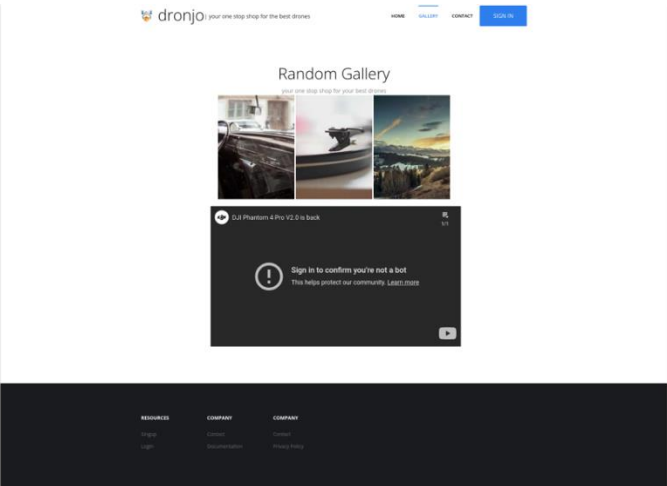 dronjo | your one stop shop for the best drones
HOME
GALLERY
CONTACT
SIGN IN
Random Gallery
your one stop shop for your best drones
DJI Phantom 4 Pro V2.0 is back
1/1
Sign in to confirm you're not a bot
This helps protect our community. Learn more
RESOURCES
COMPANY
COMPANY
Contact
Contact
Login
Documentation
Privacy Policy